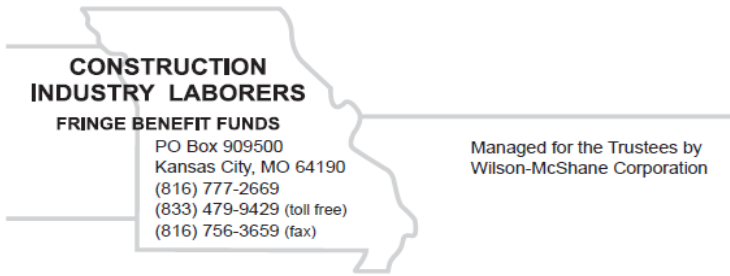 CONSTRUCTION
INDUSTRY LABORERS
FRINGE BENEFIT FUNDS
PO Box 909500
Kansas City, MO 64190
(816) 777-2669
(833) 479-9429 (toll free)
(816) 756-3659 (fax)
Managed for the Trustees by
Wilson-McShane Corporation